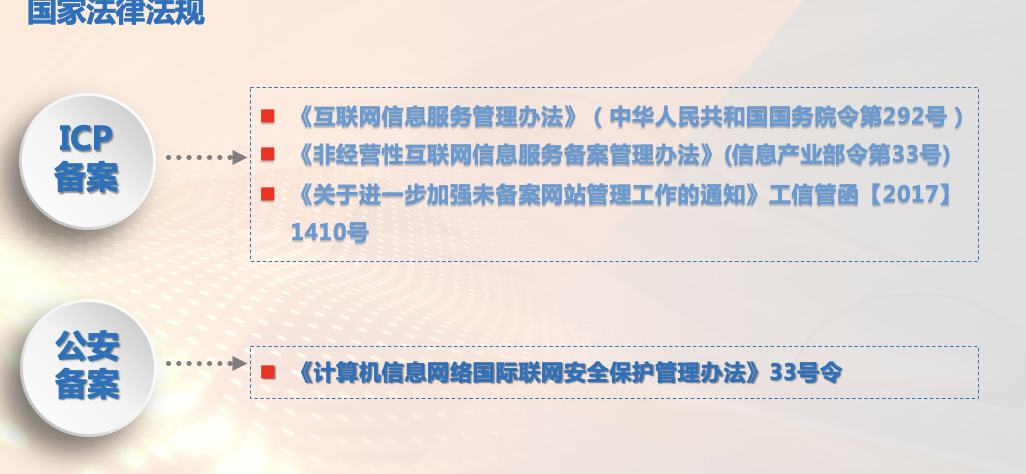 国家法律法规
ICP
备案
《互联网信息服务管理办法》（中华人民共和国国务院令第292号）
《非经营性互联网信息服务备案管理办法》(信息产业部令第33号)
《关于进一步加强未备案网站管理工作的通知》工信管函【2017】
1410号
公安
备案
《计算机信息网络国际联网安全保护管理办法》33号令